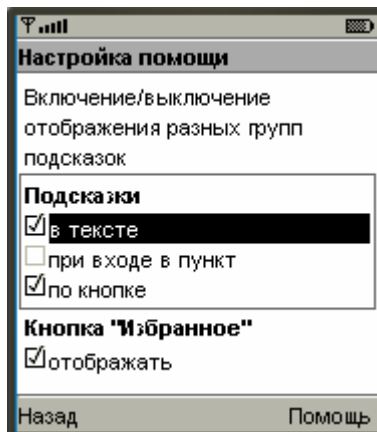 Настройка помощи
Включение/выключение
отображения разных групп
подсказок
Подсказки
в тексте
при входе в пункт
по кнопке
Кнопка "Избранное"
отображать
Назад Помощь